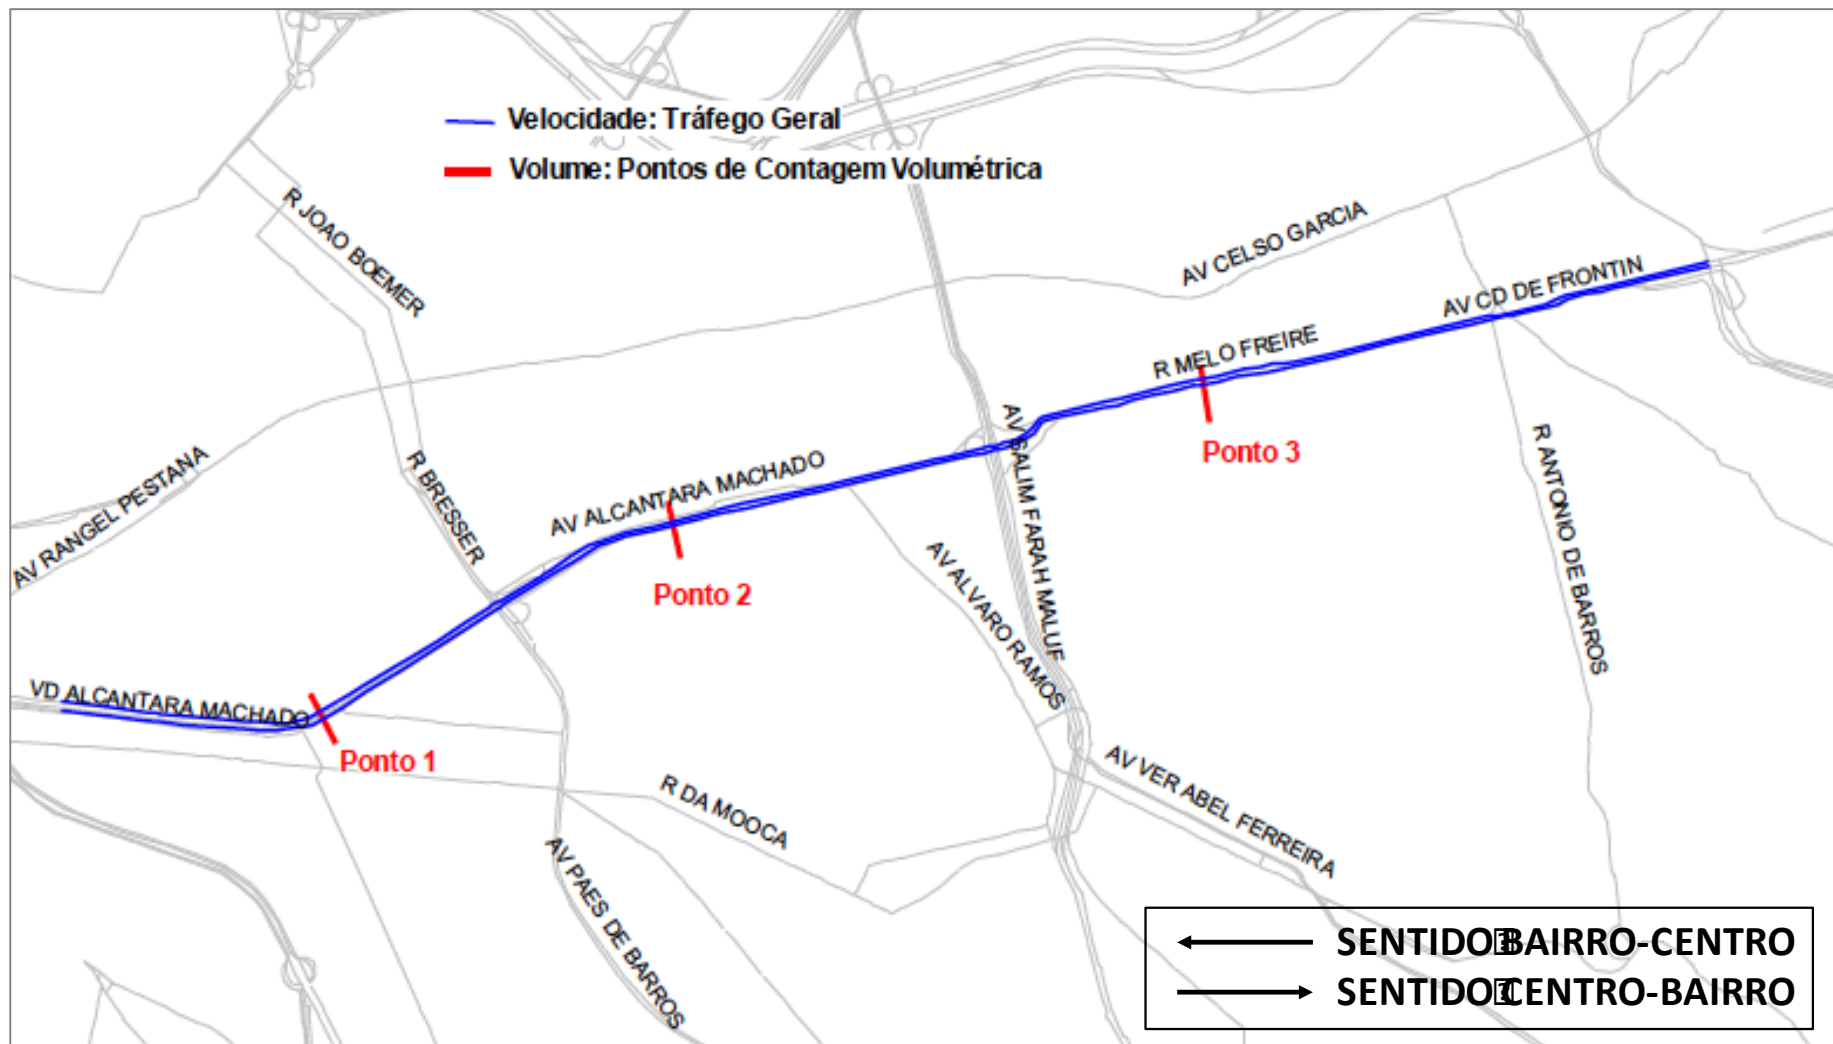 Velocidade: Tráfego Geral
Volume: Pontos de Contagem Volumétrica
R JOAO BOEMER
AV CELSO GARCIA
AV CD DE FRONTIN
R MELO FREIRE
Ponto 3
AV SALIM FARAH MALUF
R ANTONIO DE BARROS
AV RANGEL PESTANA
R BRESSER
AV ALCANTARA MACHADO
Ponto 2
AV ALVARO RAMOS
VD ALCANTARA MACHADO
Ponto 1
R DA MOOCA
AV VER ABEL FERREIRA
AV PAES DE BARROS
SENTIDO BAIRRO-CENTRO
SENTIDO CENTRO-BAIRRO